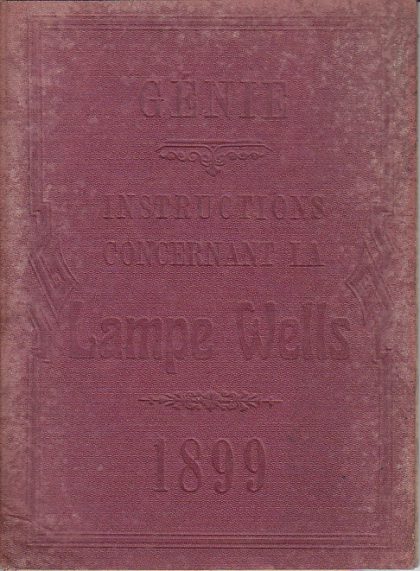 GÉNIE
INSTRUCTIONS
CONCERNANT LA
Lampe Wells
1899